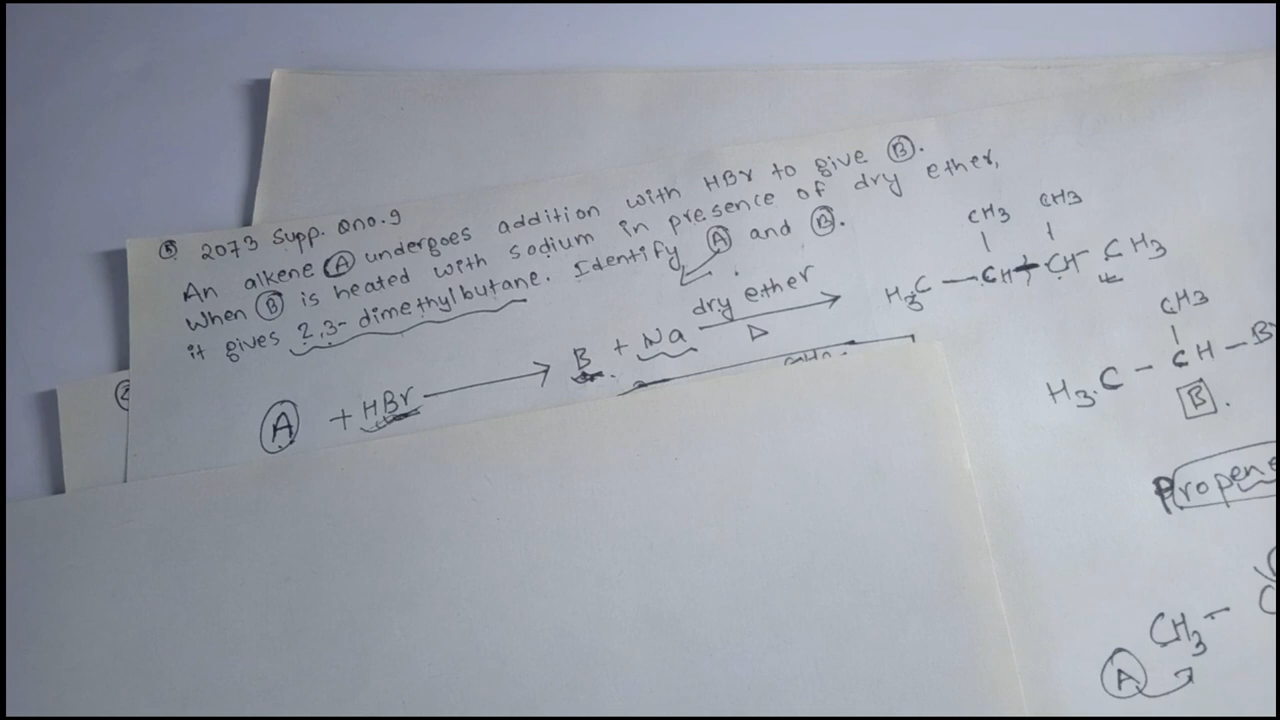 ⑤ 2073 Supp. Qno.9
An alkene Ⓐ undergoes addition with HBr to give Ⓑ.
When Ⓑ is heated with sodium in presence of dry ether,
it gives 2,3-dimethylbutane. Identify Ⓐ and Ⓑ.
Ⓐ + HBr ⟶ B + Na
dry ether
Δ
CH3 CH3
H3C — CH + CH - CH3
CH3
H3C - CH — Br
B.
Propene
CH3 -
Ⓐ
②